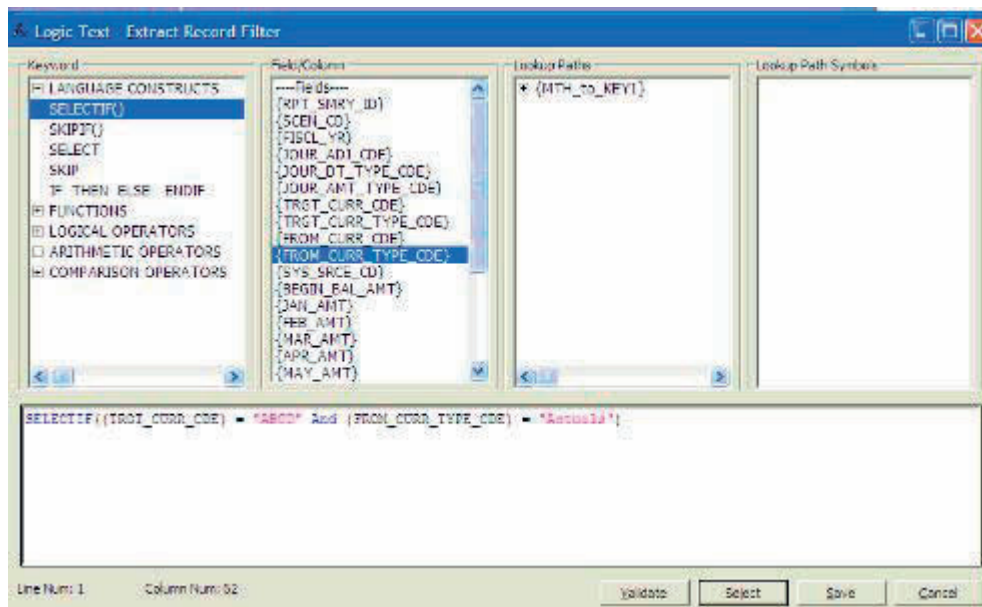 Logic Text Extract Record Filter
Keyword
LANGUAGE CONSTRUCTS
SELECTIF()
SKIPIF()
SELECT
SKIP
IF THEN ELSE ENDIF
FUNCTIONS
LOGICAL OPERATORS
ARITHMETIC OPERATORS
COMPARISON OPERATORS
Field/Column
----Fields----
{RPT_SMRY_ID}
{SCEN_CD}
{FISCL_YR}
{JOUR_ADJ_CDE}
{JOUR_DT_TYPE_CDE}
{JOUR_AMT_TYPE_CDE}
{TRGT_CURR_CDE}
{TRGT_CURR_TYPE_CDE}
{FROM_CURR_CDE}
{FROM_CURR_TYPE_CDE}
{SYS_SRCE_CD}
{BEGIN_BAL_AMT}
{JAN_AMT}
{FEB_AMT}
{MAR_AMT}
{APR_AMT}
{MAY_AMT}
Lookup Paths
{MTH_to_KEY1}
Lookup Path Symbols
SELECTIF({TRGT_CURR_CDE} = "ABCD" And {FROM_CURR_TYPE_CDE} =
Line Num: 1 Column Num: 62
Validate Select Save Cancel